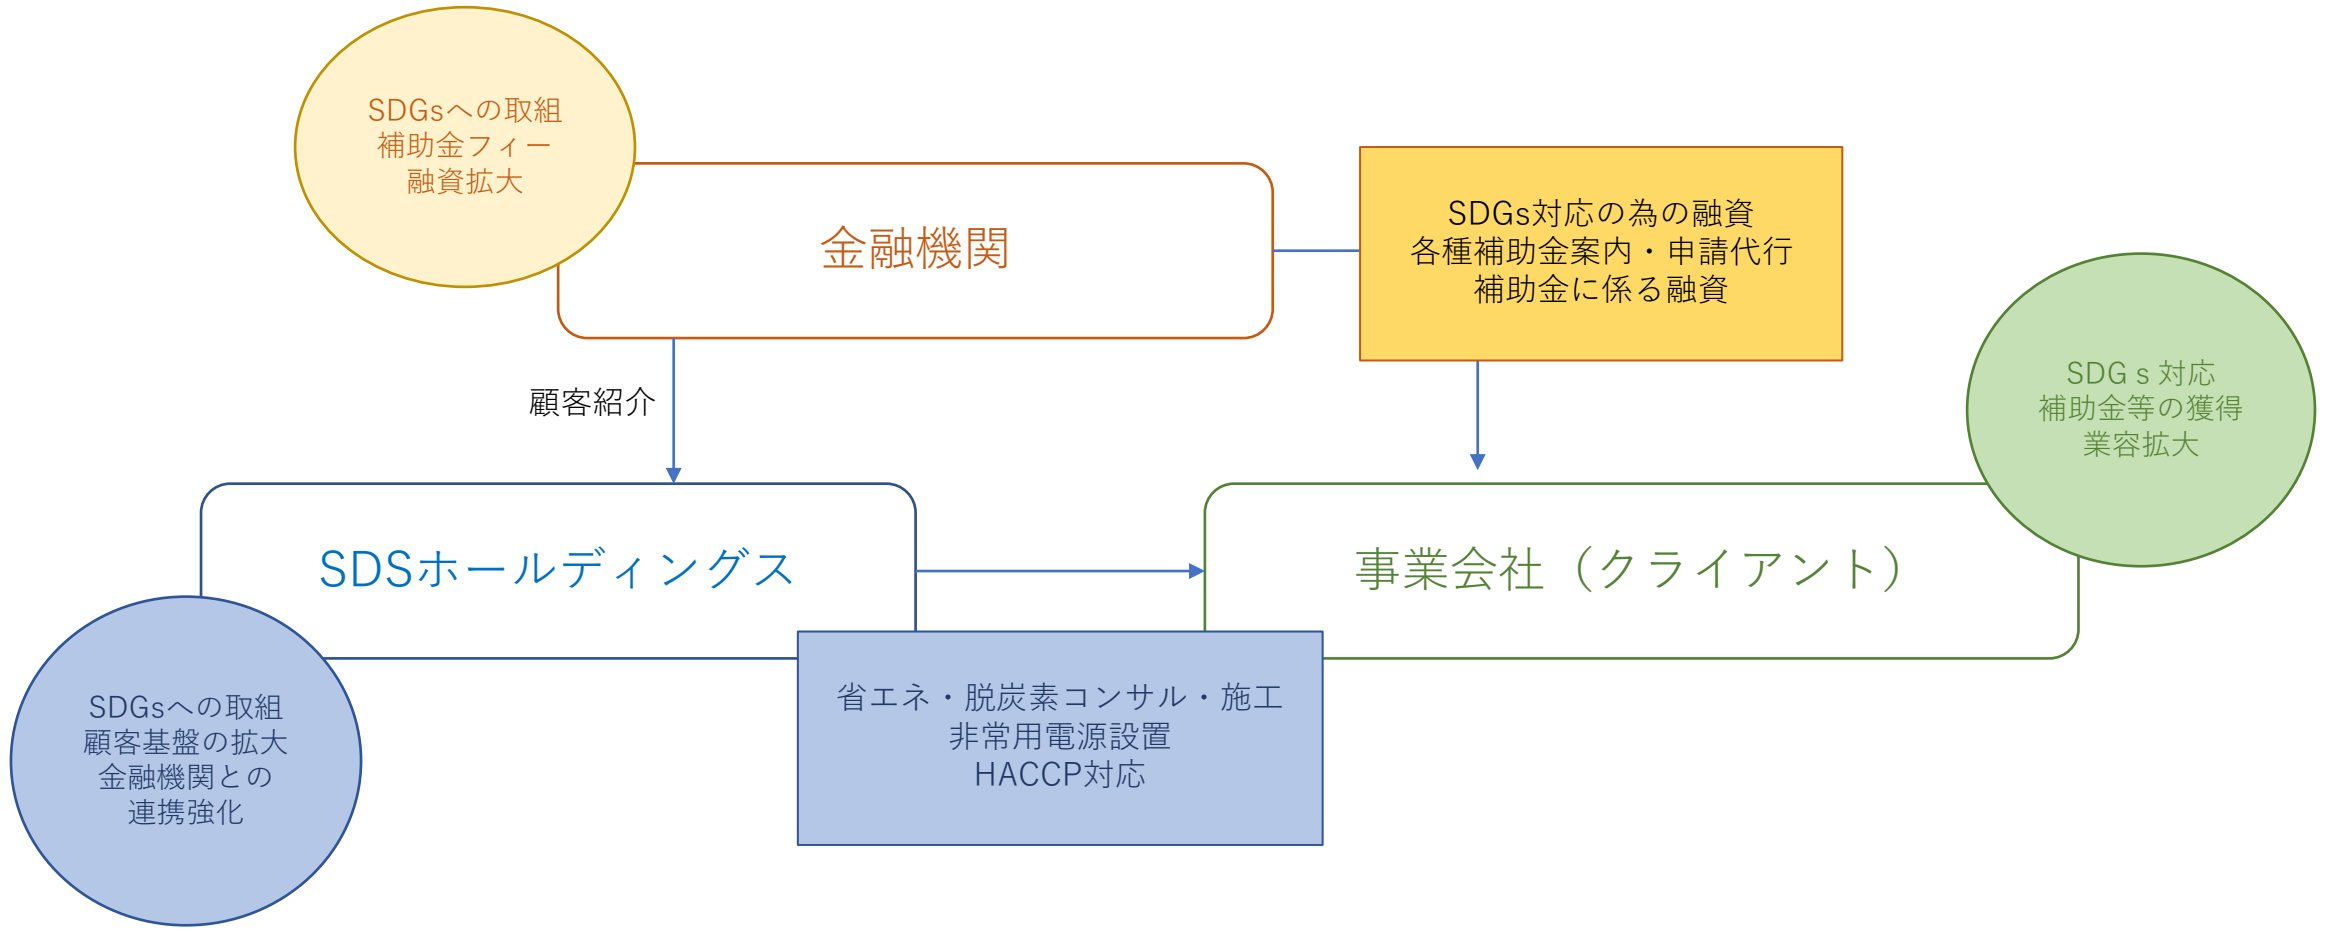 SDGsへの取組
補助金フィー
融資拡大
金融機関
SDGs対応の為の融資
各種補助金案内・申請代行
補助金に係る融資
顧客紹介
SDGｓ対応
補助金等の獲得
業容拡大
SDSホールディングス
事業会社（クライアント）
SDGsへの取組
顧客基盤の拡大
金融機関との
連携強化
省エネ・脱炭素コンサル・施工
非常用電源設置
HACCP対応